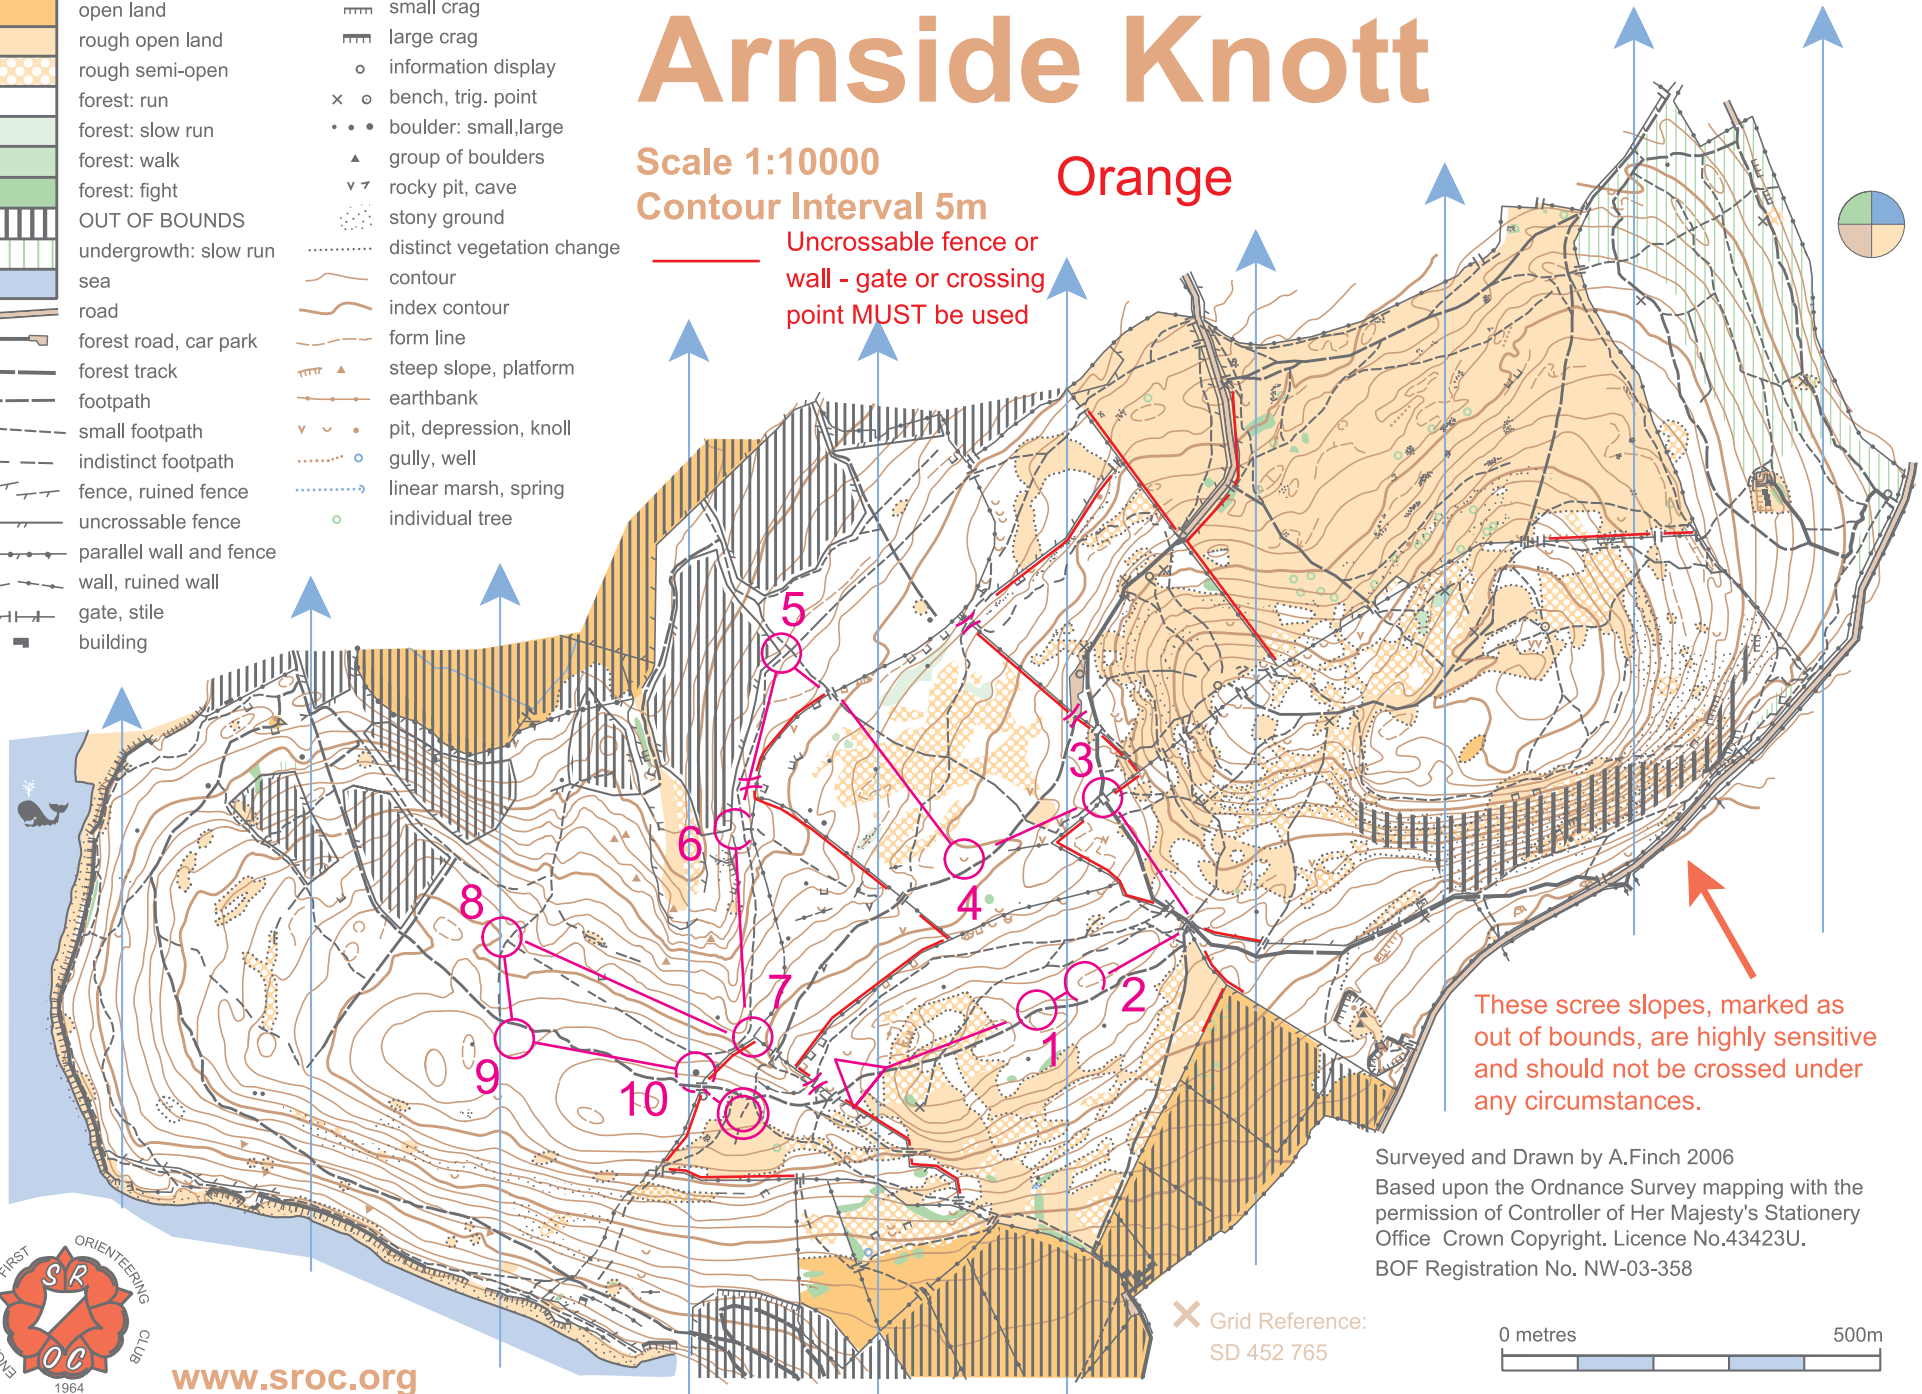 open land
rough open land
rough semi-open
forest: run
forest: slow run
forest: walk
forest: fight
OUT OF BOUNDS
undergrowth: slow run
sea
road
forest road, car park
forest track
footpath
small footpath
indistinct footpath
fence, ruined fence
uncrossable fence
parallel wall and fence
wall, ruined wall
gate, stile
building
small crag
large crag
information display
bench, trig. point
boulder: small,large
group of boulders
rocky pit, cave
stony ground
distinct vegetation change
contour
index contour
form line
steep slope, platform
earthbank
pit, depression, knoll
gully, well
linear marsh, spring
individual tree
Arnside Knott
Scale 1:10000
Contour Interval 5m
Orange
Uncrossable fence or
wall - gate or crossing
point MUST be used
5
3
6
4
8
7
2
1
9
10
These scree slopes, marked as
out of bounds, are highly sensitive
and should not be crossed under
any circumstances.
Surveyed and Drawn by A.Finch 2006
Based upon the Ordnance Survey mapping with the
permission of Controller of Her Majesty's Stationery
Office Crown Copyright. Licence No.43423U.
BOF Registration No. NW-03-358
Grid Reference:
SD 452 765
0 metres 500m
FIRST ORIENTEERING CLUB
SR
OC
1964
www.sroc.org